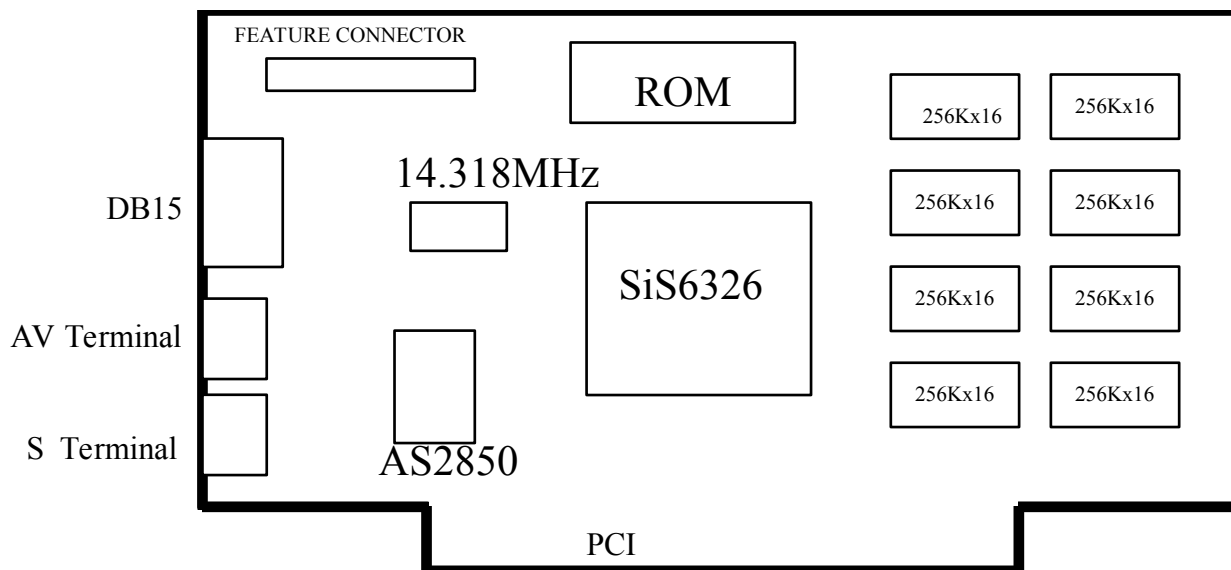 FEATURE CONNECTOR
ROM
256Kx16
256Kx16
14.318MHz
DB15
256Kx16
256Kx16
SiS6326
AV Terminal
256Kx16
256Kx16
256Kx16
256Kx16
S Terminal
AS2850
PCI